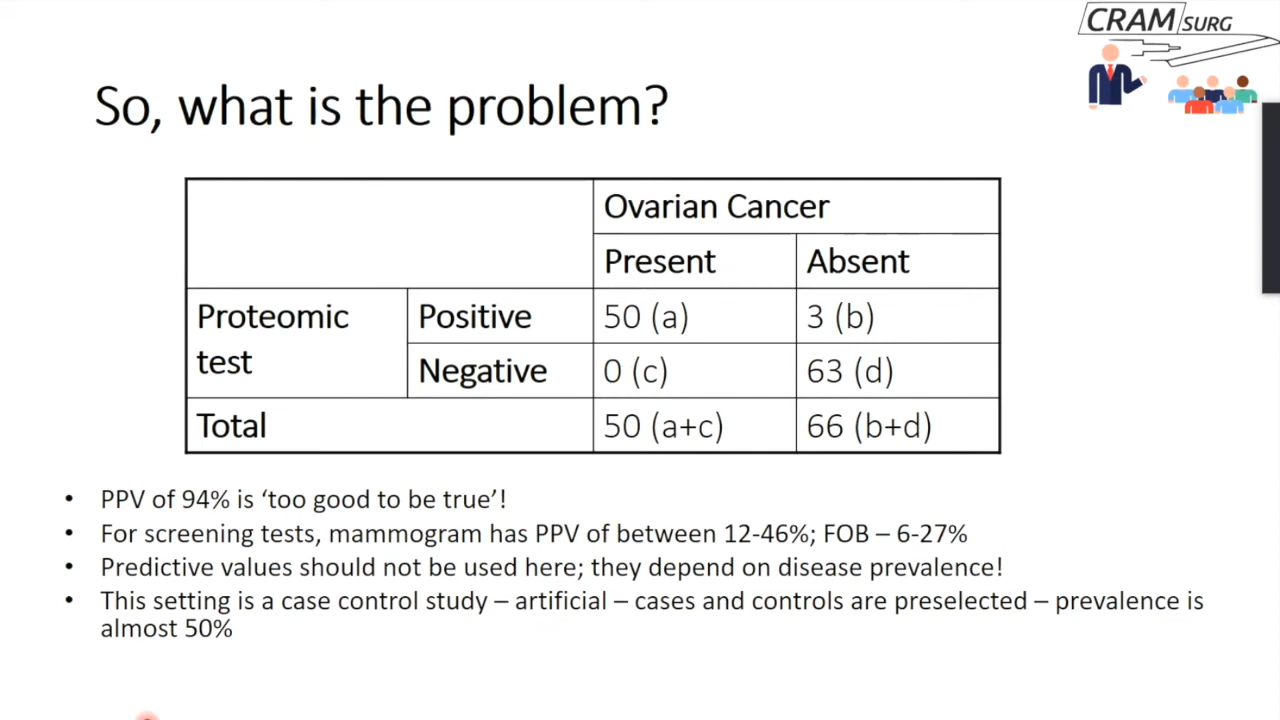 CRAM SURG
So, what is the problem?
Ovarian Cancer
Present Absent
Proteomic test Positive 50 (a) 3 (b)
Negative 0 (c) 63 (d)
Total 50 (a+c) 66 (b+d)
• PPV of 94% is ‘too good to be true’!
• For screening tests, mammogram has PPV of between 12-46%; FOB – 6-27%
• Predictive values should not be used here; they depend on disease prevalence!
• This setting is a case control study – artificial – cases and controls are preselected – prevalence is
almost 50%